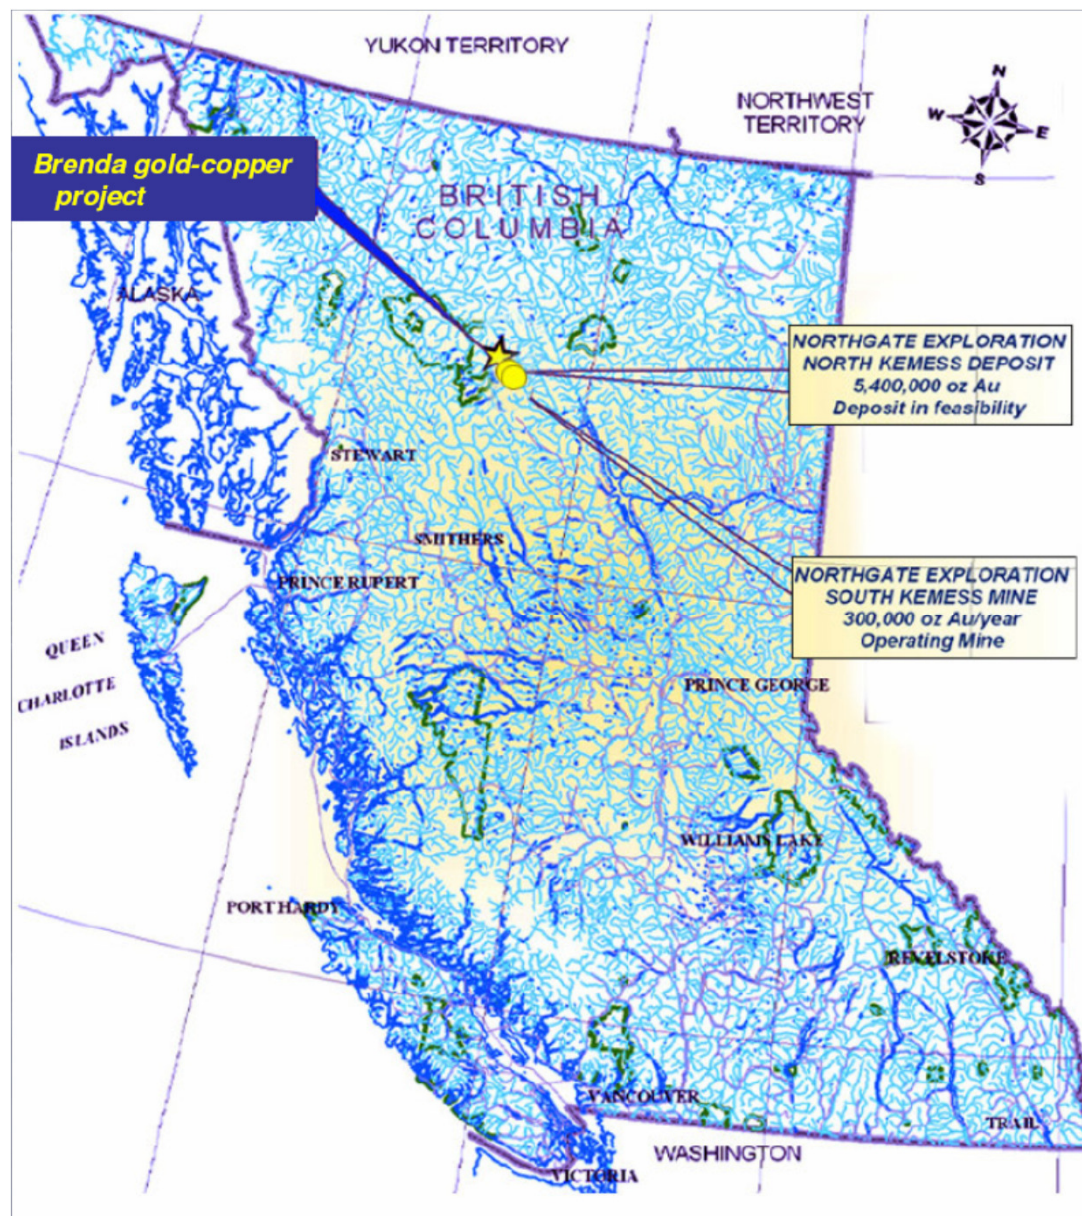 YUKON TERRITORY
NORTHWEST
TERRITORY
N
W
E
S
Brenda gold-copper
project
BRITISH
COLUMBIA
ALASKA
NORTHGATE EXPLORATION
NORTH KEMESS DEPOSIT
5,400,000 oz Au
Deposit in feasibility
STEWART
SMITHERS
PRINCE RUPERT
NORTHGATE EXPLORATION
SOUTH KEMESS MINE
300,000 oz Au/year
Operating Mine
QUEEN
CHARLOTTE
ISLANDS
PRINCE GEORGE
WILLIAMS LAKE
PORT HARDY
REVELSTOKE
VANCOUVER
TRAIL
WASHINGTON
VICTORIA